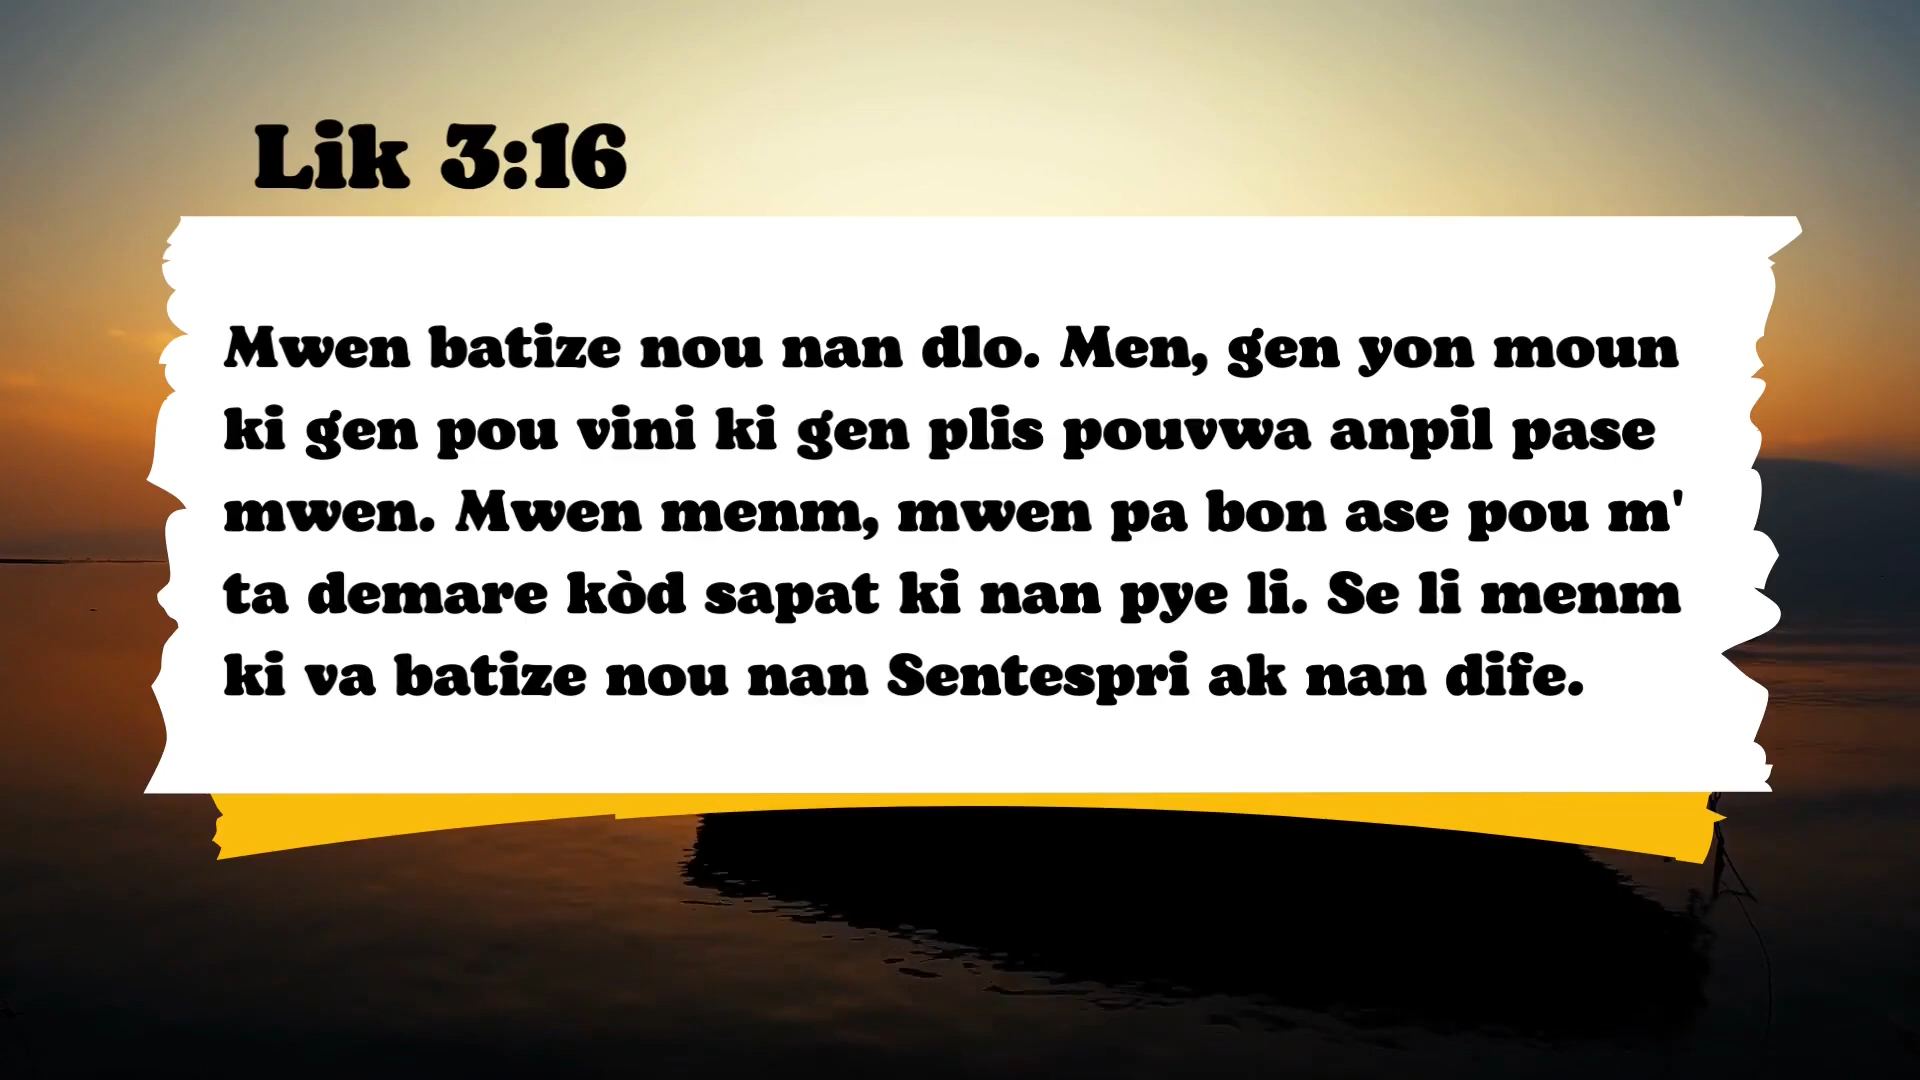 Lik 3:16
Mwen batize nou nan dlo. Men, gen yon moun
ki gen pou vini ki gen plis pouvwa anpil pase
mwen. Mwen menm, mwen pa bon ase pou m'
ta demare kòd sapat ki nan pye li. Se li menm
ki va batize nou nan Sentespri ak nan dife.